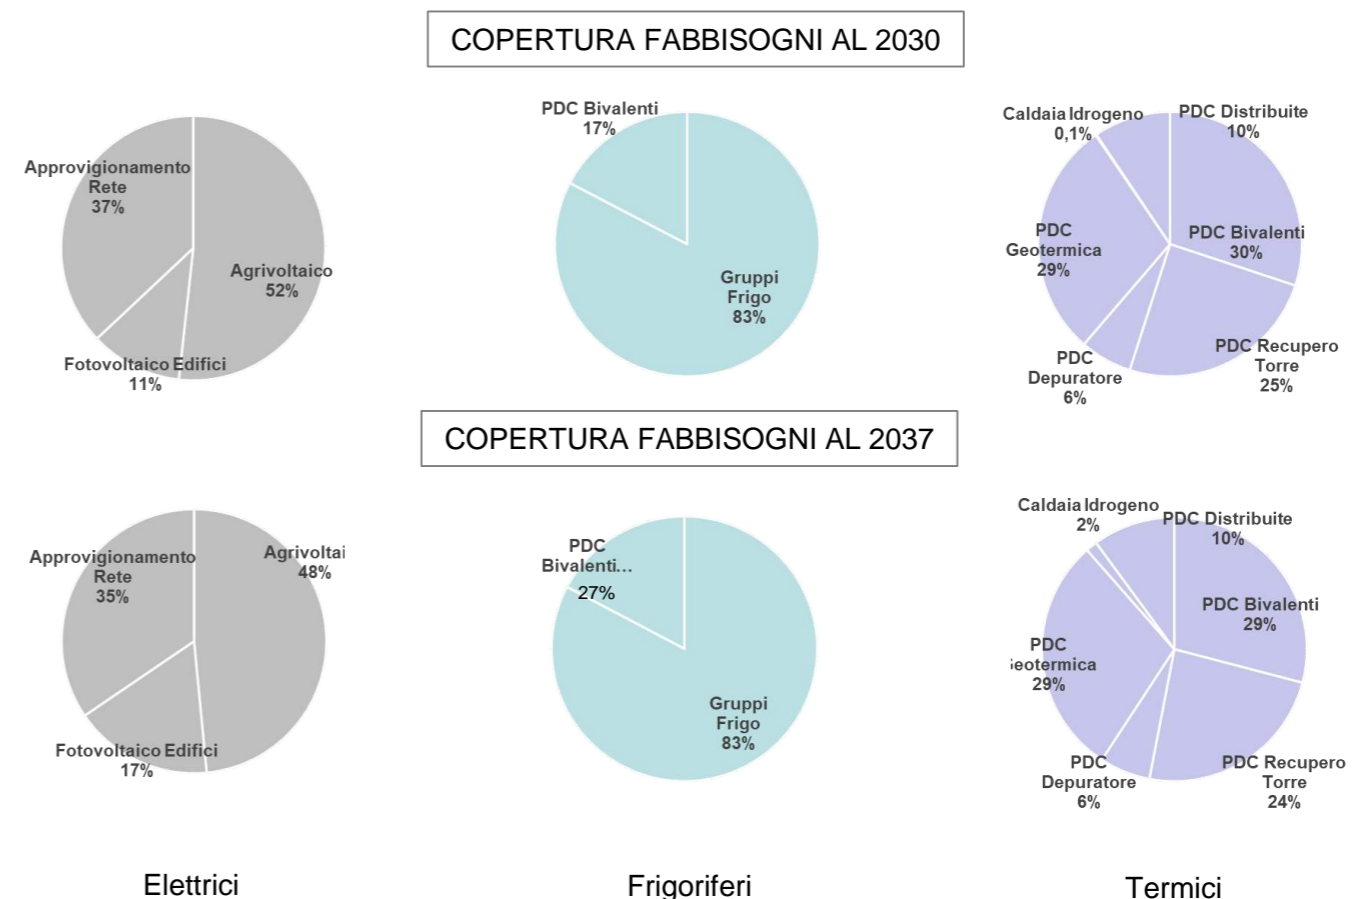 COPERTURA FABBISOGNI AL 2030
Approvigionamento
Rete
37%
Agrivoltaico
52%
Fotovoltaico Edifici
11%
PDC Bivalenti
17%
Gruppi
Frigo
83%
Caldaia Idrogeno
0,1%
PDC Distribuite
10%
PDC
Geotermica
29%
PDC Bivalenti
30%
PDC Recupero
Torre
25%
PDC
Depuratore
6%
COPERTURA FABBISOGNI AL 2037
Approvigionamento
Rete
35%
Agrivoltai
48%
Fotovoltaico Edifici
17%
PDC
Bivalenti...
27%
Gruppi
Frigo
83%
Caldaia Idrogeno
2%
PDC Distribuite
10%
PDC Bivalenti
29%
PDC
Geotermica
29%
PDC Recupero
Torre
24%
PDC
Depuratore
6%
Elettrici
Frigoriferi
Termici